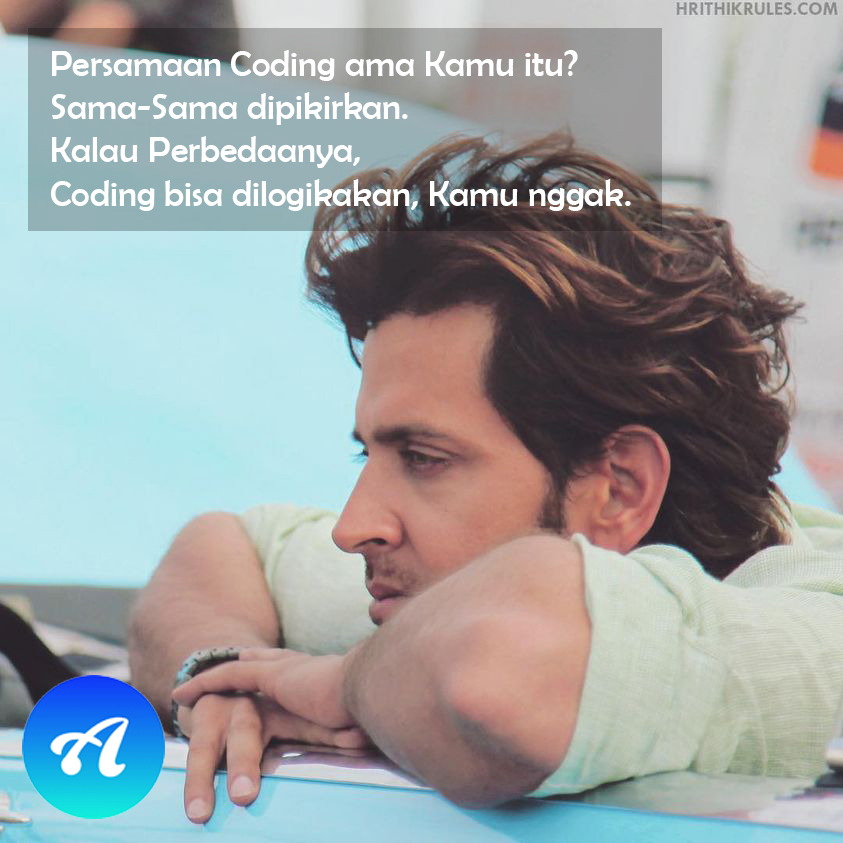 HRITHIKRULES.COM
Persamaan Coding ama Kamu itu?
Sama-Sama dipikirkan.
Kalau Perbedaanya,
Coding bisa dilogikakan, Kamu nggak.
A